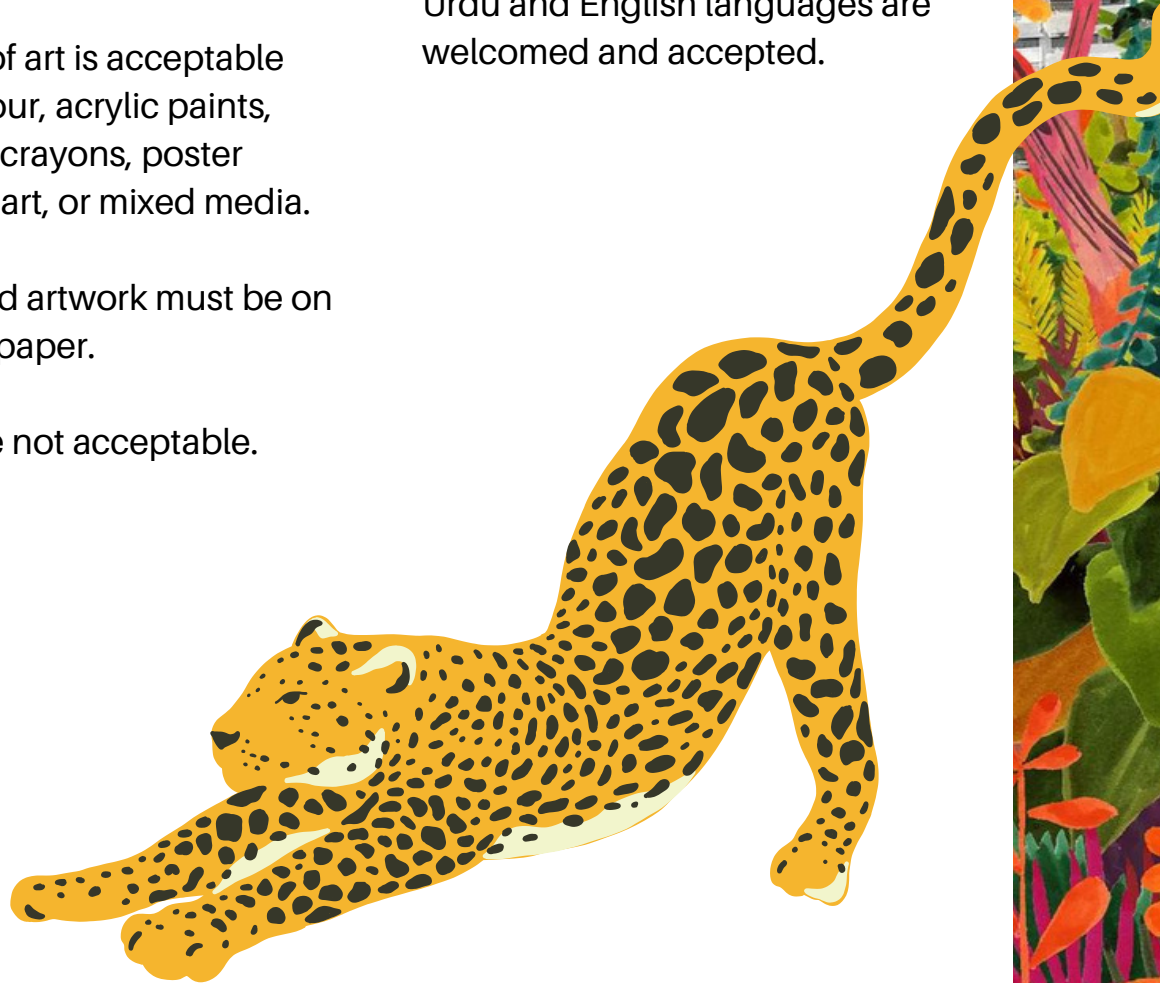 of art is acceptable
our, acrylic paints,
crayons, poster
art, or mixed media.
d artwork must be on
paper.
e not acceptable.
Urdu and English languages are
welcomed and accepted.